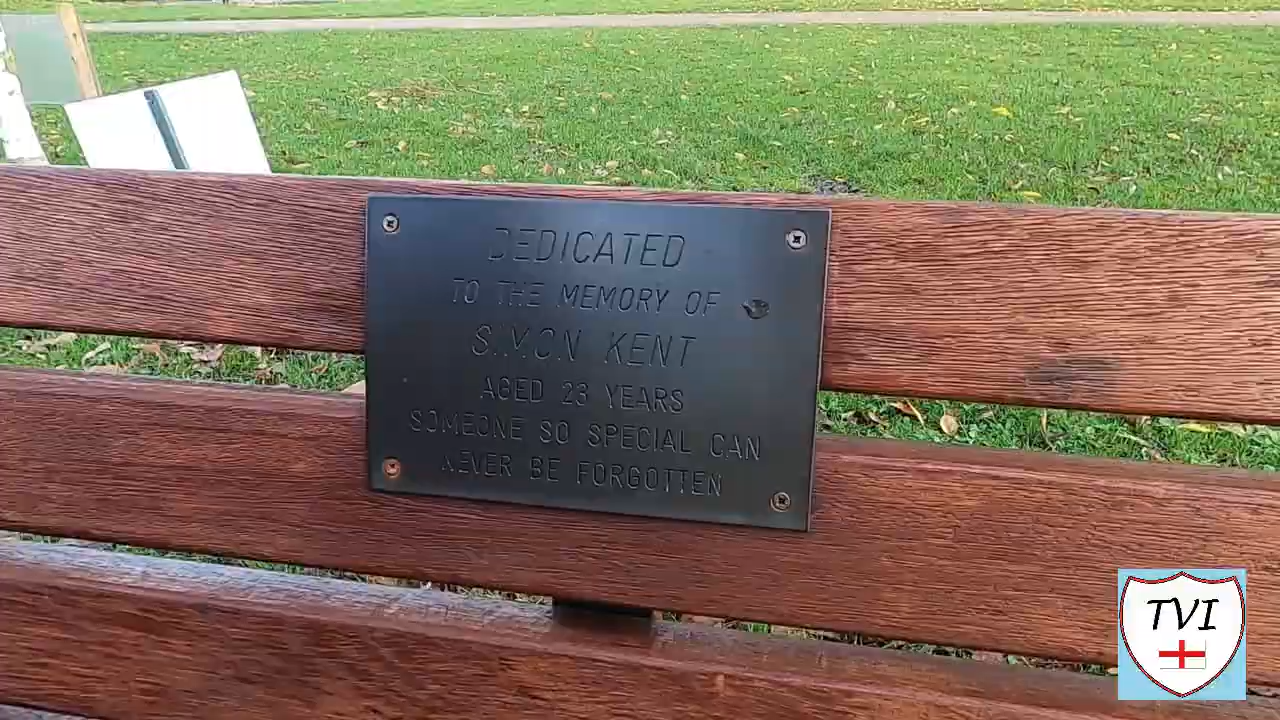 DEDICATED
TO THE MEMORY OF
SIMON KENT
AGED 23 YEARS
SOMEONE SO SPECIAL CAN
NEVER BE FORGOTTEN
TVI